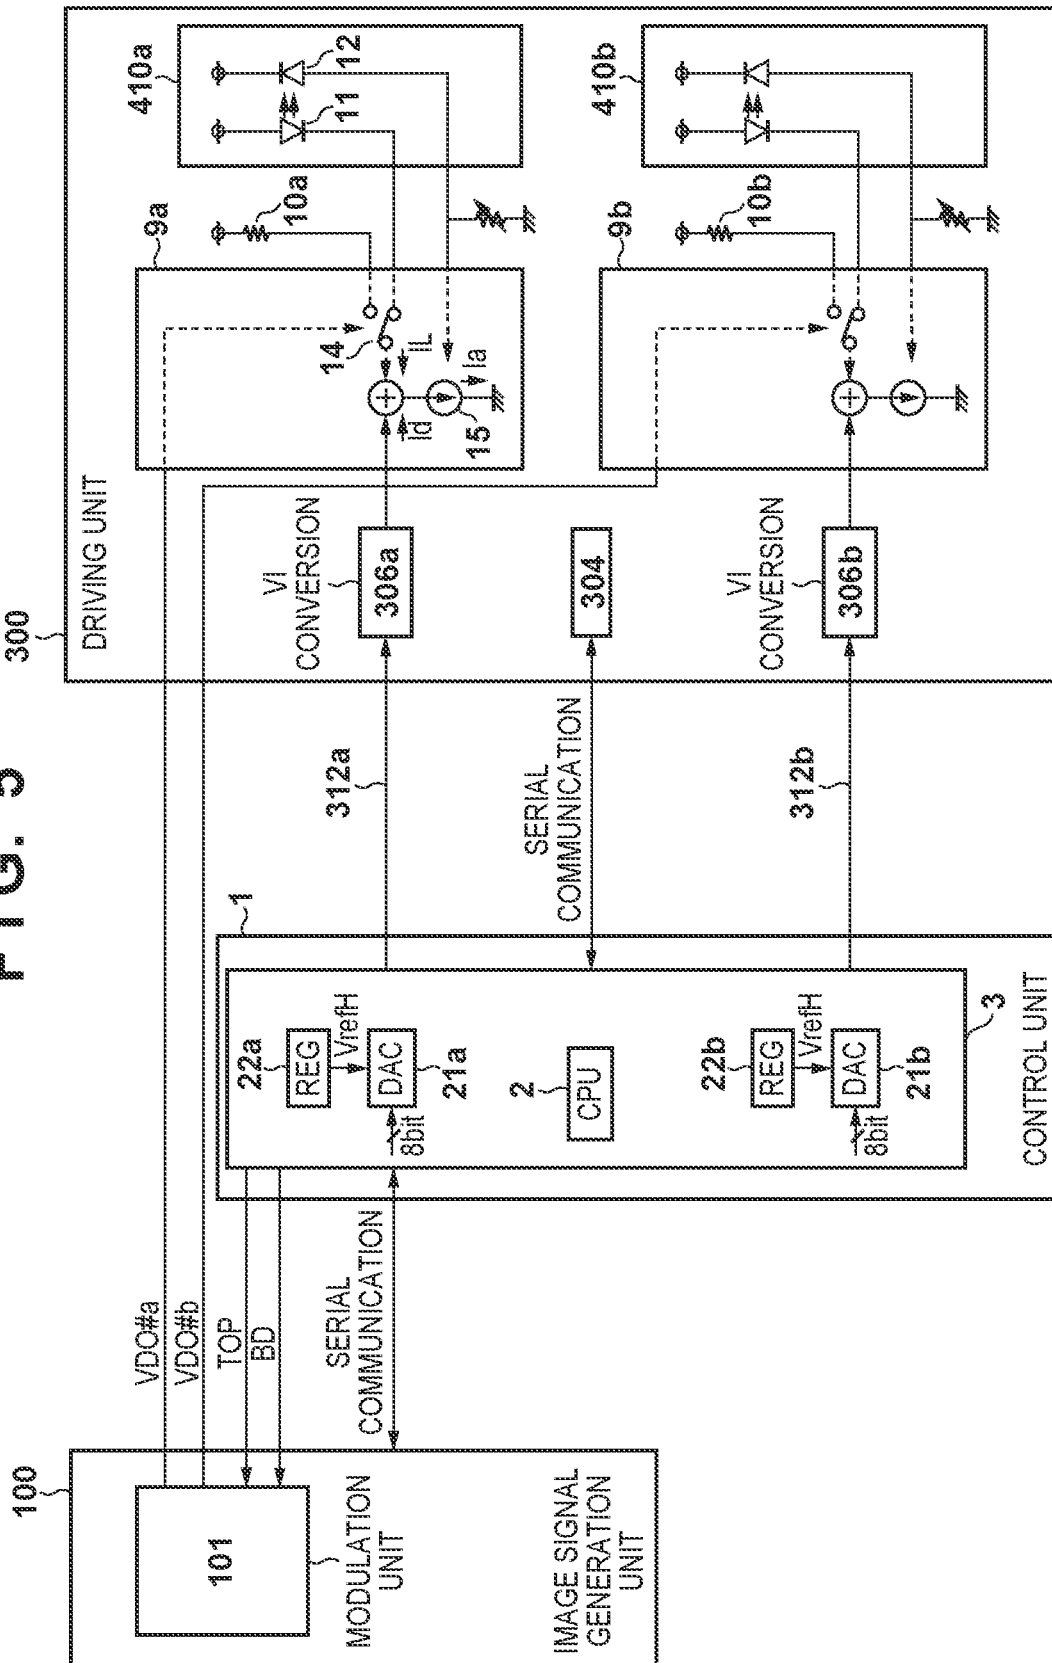 FIG.
100
101
MODULATION
UNIT
IMAGE SIGNAL
GENERATION
UNIT
VDO#a
VDO#b
TOP
BD
SERIAL
COMMUNICATION
1
22a
REG
VrefH
DAC
8bit
21a
2
CPU
22b
REG
VrefH
DAC
8bit
21b
3
CONTROL UNIT
312a
SERIAL
COMMUNICATION
312b
300
DRIVING UNIT
VI
CONVERSION
306a
304
VI
CONVERSION
306b
9a
14
IL
Id
Ia
15
10a
410a
12
11
9b
10b
410b